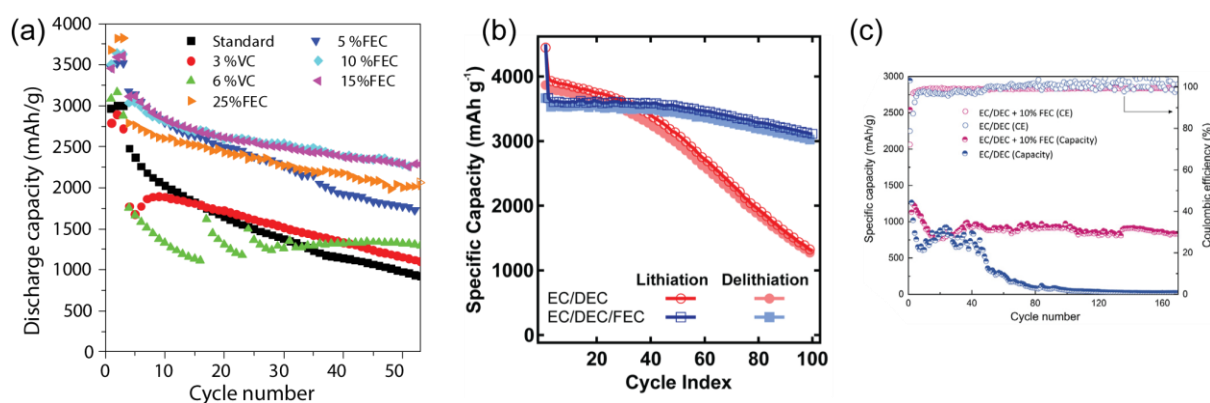 (a)
Discharge capacity (mAh/g)
4000
3500
3000
2500
2000
1500
1000
500
0
Standard
3 %VC
6 %VC
25%FEC
5 %FEC
10 %FEC
15%FEC
0 10 20 30 40 50
Cycle number
(b)
Specific Capacity (mAh g⁻¹)
4000
3000
2000
1000
0
Lithiation Delithiation
EC/DEC
EC/DEC/FEC
20 40 60 80 100
Cycle Index
(c)
Specific capacity (mAh/g)
3000
2500
2000
1500
1000
500
0
EC/DEC + 10% FEC (CE)
EC/DEC (CE)
EC/DEC + 10% FEC (Capacity)
EC/DEC (Capacity)
100
80
60
40
20
0
Coulombic efficiency (%)
0 40 80 120 160
Cycle number